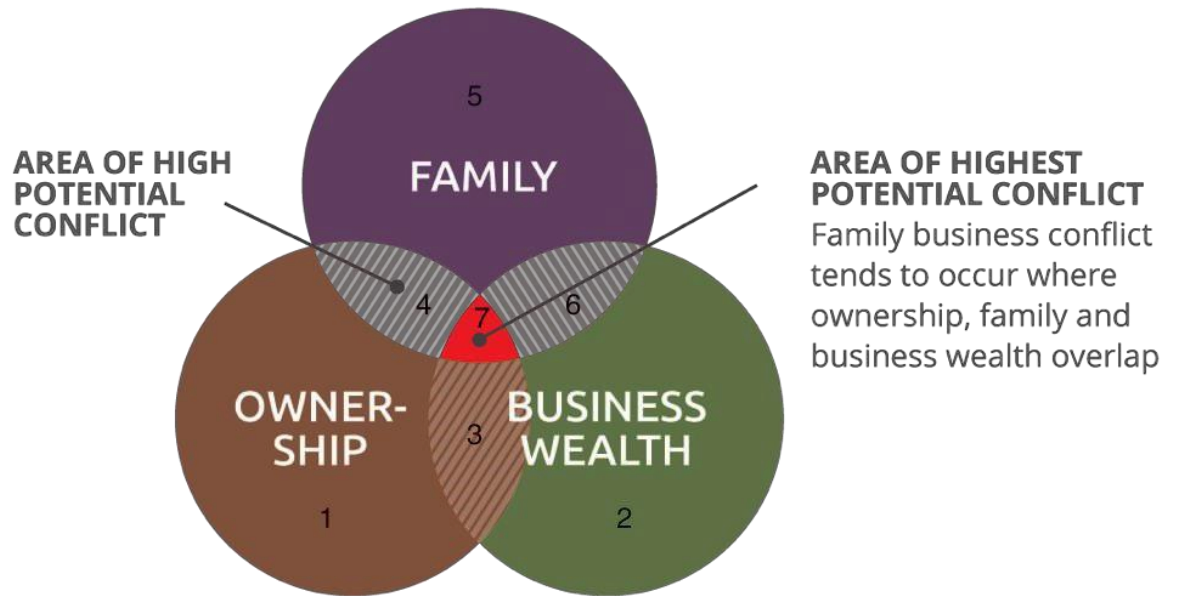 5
FAMILY
AREA OF HIGH
POTENTIAL
CONFLICT
AREA OF HIGHEST
POTENTIAL CONFLICT
Family business conflict
tends to occur where
ownership, family and
business wealth overlap
4
7
6
OWNER-
SHIP
BUSINESS
WEALTH
3
1
2